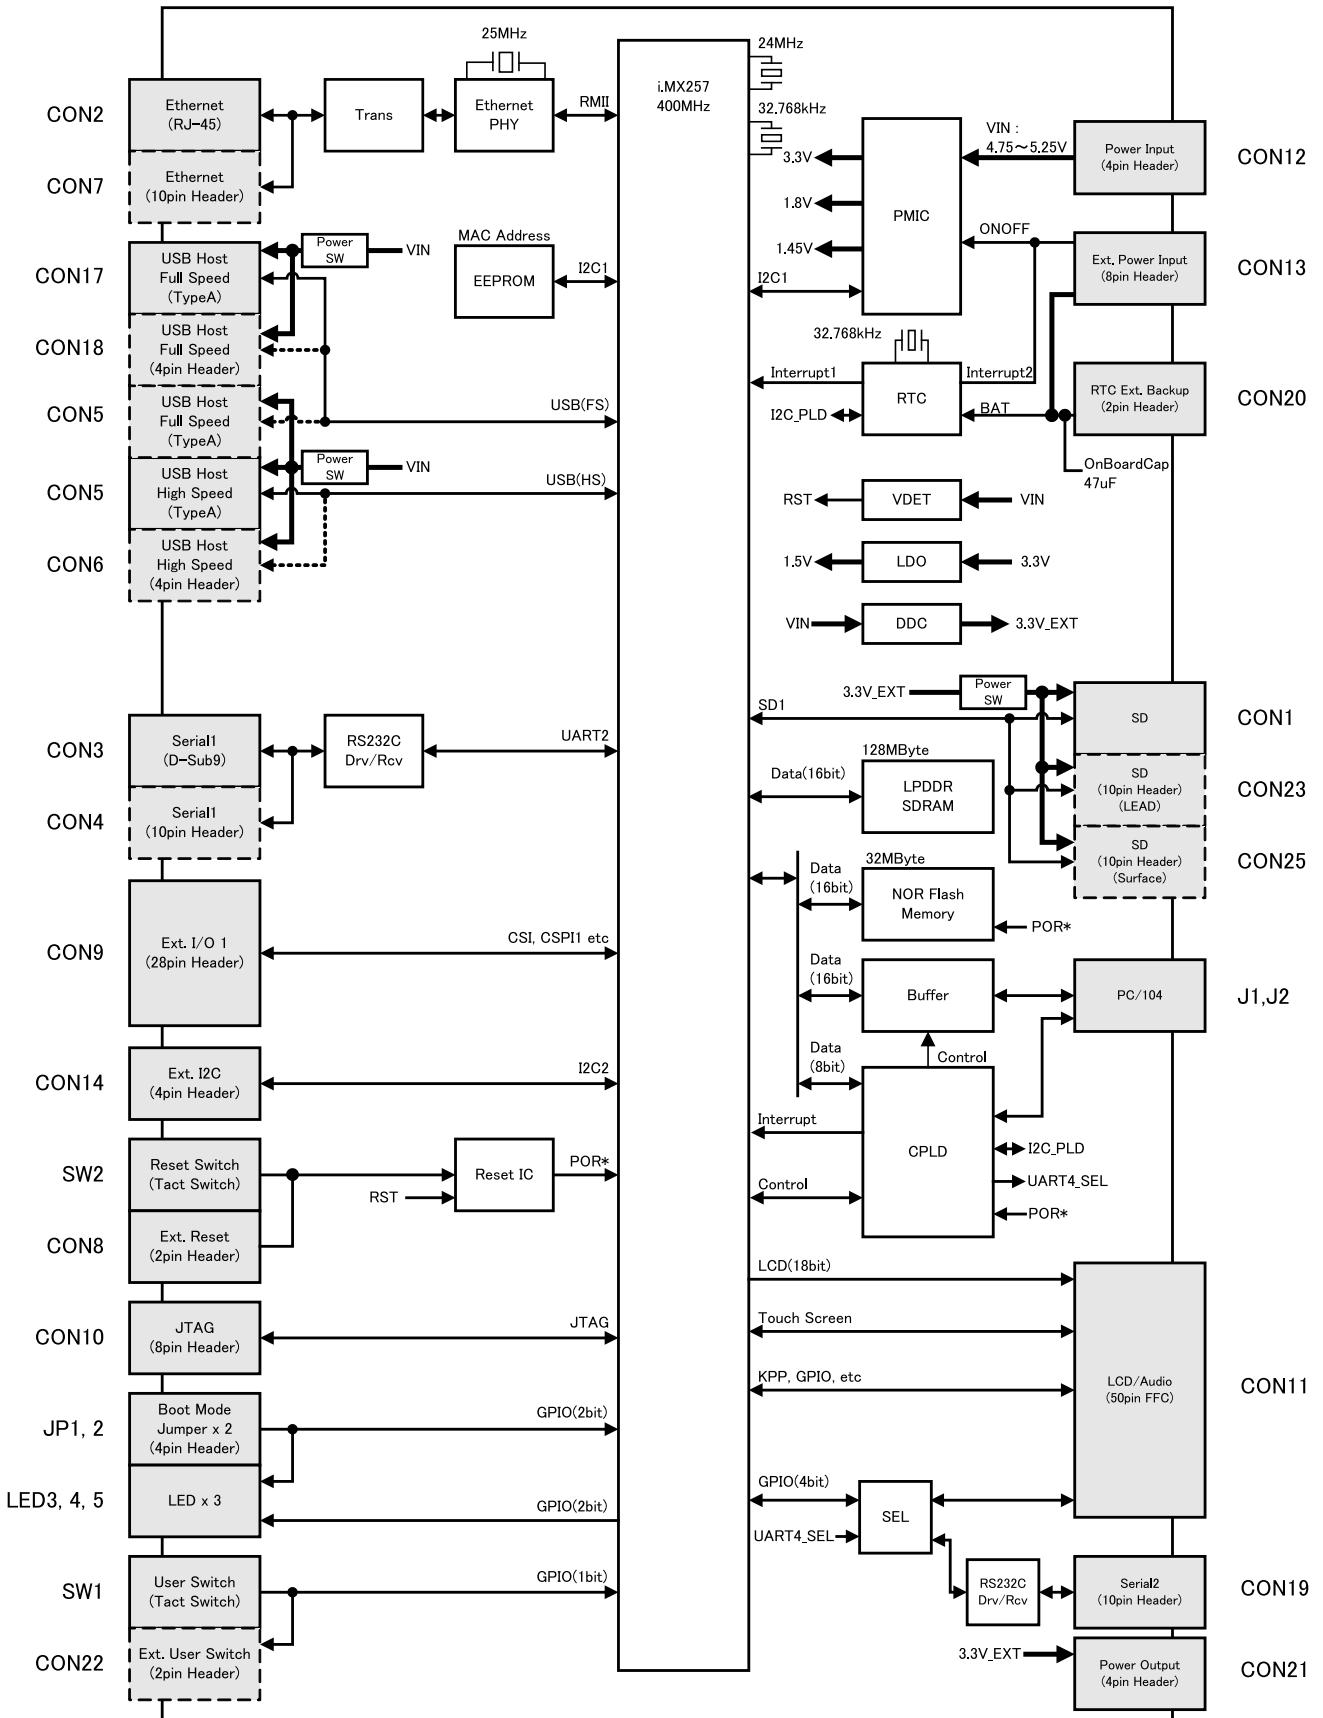 25MHz
24MHz
i.MX257
400MHz
32.768kHz
CON2
Ethernet
(RJ-45)
Trans
Ethernet
PHY
RMII
CON7
Ethernet
(10pin Header)
3.3V
1.8V
1.45V
I2C1
PMIC
VIN :
4.75～5.25V
Power Input
(4pin Header)
CON12
ONOFF
Ext. Power Input
(8pin Header)
CON13
CON17
USB Host
Full Speed
(TypeA)
Power
SW
VIN
MAC Address
EEPROM
I2C1
CON18
USB Host
Full Speed
(4pin Header)
32.768kHz
Interrupt1
RTC
Interrupt2
I2C_PLD
BAT
RTC Ext. Backup
(2pin Header)
CON20
OnBoardCap
47uF
CON5
USB Host
Full Speed
(TypeA)
USB(FS)
CON5
USB Host
High Speed
(TypeA)
Power
SW
VIN
USB(HS)
CON6
USB Host
High Speed
(4pin Header)
RST
VDET
VIN
1.5V
LDO
3.3V
VIN
DDC
3.3V_EXT
3.3V_EXT
Power
SW
SD1
SD
CON1
SD
(10pin Header)
(LEAD)
CON23
SD
(10pin Header)
(Surface)
CON25
CON3
Serial1
(D-Sub9)
RS232C
Drv/Rcv
UART2
CON4
Serial1
(10pin Header)
128MByte
Data(16bit)
LPDDR
SDRAM
32MByte
Data
(16bit)
NOR Flash
Memory
POR*
CON9
Ext. I/O 1
(28pin Header)
CSI, CSPI1 etc
Data
(16bit)
Buffer
PC/104
J1,J2
Control
Data
(8bit)
CON14
Ext. I2C
(4pin Header)
I2C2
Interrupt
CPLD
I2C_PLD
UART4_SEL
Control
POR*
SW2
Reset Switch
(Tact Switch)
Reset IC
POR*
RST
CON8
Ext. Reset
(2pin Header)
LCD(18bit)
Touch Screen
KPP, GPIO, etc
LCD/Audio
(50pin FFC)
CON11
CON10
JTAG
(8pin Header)
JTAG
JP1, 2
Boot Mode
Jumper x 2
(4pin Header)
GPIO(2bit)
LED3, 4, 5
LED x 3
GPIO(2bit)
GPIO(4bit)
SEL
UART4_SEL
SW1
User Switch
(Tact Switch)
GPIO(1bit)
RS232C
Drv/Rcv
Serial2
(10pin Header)
CON19
CON22
Ext. User Switch
(2pin Header)
3.3V_EXT
Power Output
(4pin Header)
CON21